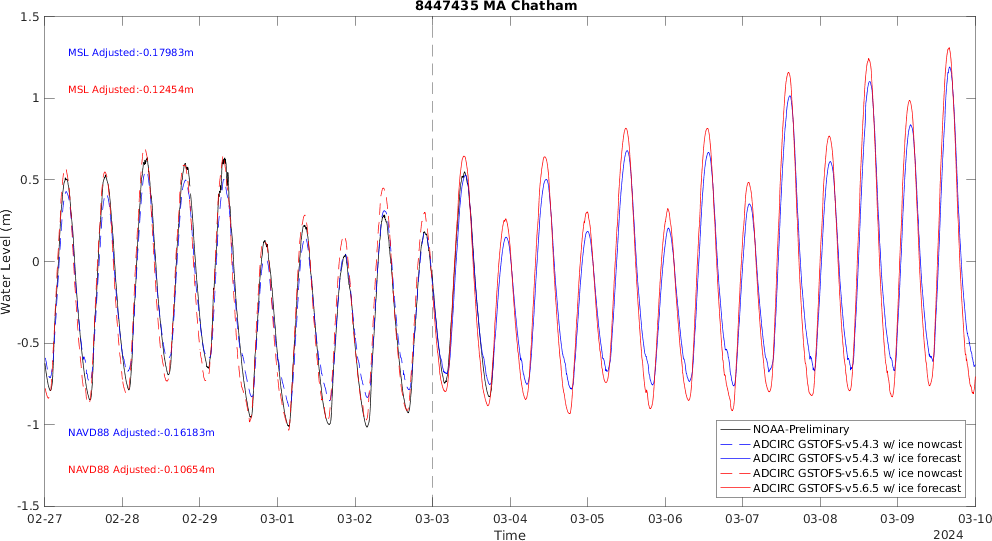 8447435 MA Chatham
1.5
1
0.5
0
-0.5
-1
-1.5
Water Level (m)
MSL Adjusted:-0.17983m
MSL Adjusted:-0.12454m
NAVD88 Adjusted:-0.16183m
NAVD88 Adjusted:-0.10654m
NOAA-Preliminary
ADCIRC GSTOFS-v5.4.3 w/ ice nowcast
ADCIRC GSTOFS-v5.4.3 w/ ice forecast
ADCIRC GSTOFS-v5.6.5 w/ ice nowcast
ADCIRC GSTOFS-v5.6.5 w/ ice forecast
02-27 02-28 02-29 03-01 03-02 03-03 03-04 03-05 03-06 03-07 03-08 03-09 03-10
Time
2024